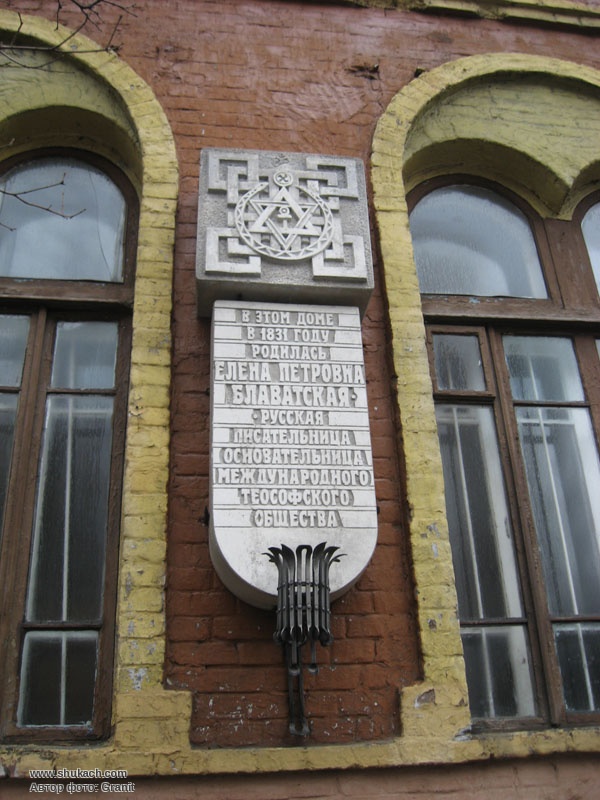 В ЭТОМ ДОМЕ
В 1831 ГОДУ
РОДИЛАСЬ
ЕЛЕНА ПЕТРОВНА
БЛАВАТСКАЯ·
·РУССКАЯ
ПИСАТЕЛЬНИЦА
ОСНОВАТЕЛЬНИЦА
МЕЖДУНАРОДНОГО
ТЕОСОФСКОГО
ОБЩЕСТВА
www.shukach.com
Автор фото: Granit